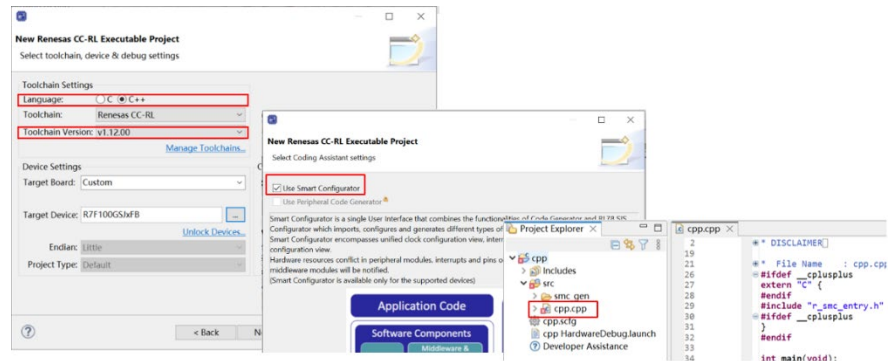 New Renesas CC-RL Executable Project
Select toolchain, device & debug settings
Toolchain Settings
Language: C C++
Toolchain: Renesas CC-RL
Toolchain Version: v1.12.00
Manage Toolchains...
Device Settings
Target Board: Custom
Target Device: R7F100GSJxFB
...
Unlock Devices...
Endian: Little
Project Type: Default
< Back
New Renesas CC-RL Executable Project
Select Coding Assistant settings
Use Smart Configurator
Use Peripheral Code Generator
Smart Configurator is a single User Interface that combines the functionalities of Code Generator and
Configurator which imports, configures and generates different types of
Smart Configurator encompasses unified clock configuration view,
configuration view.
Hardware resources conflict in peripheral modules, interrupts and pins
middleware modules will be notified.
(Smart Configurator is available only for the supported devices)
Application Code
Software Components
Middleware &
Project Explorer
cpp
Includes
src
smc_gen
cpp.cpp
cpp.scfg
cpp HardwareDebug.launch
Developer Assistance
cpp.cpp
2 * DISCLAIMER
19
21 * File Name : cpp.cpp
26 #ifdef __cplusplus
27 extern "C" {
28 #endif
29 #include "r_smc_entry.h"
30 #ifdef __cplusplus
31 }
32 #endif
33
34 int main(void);